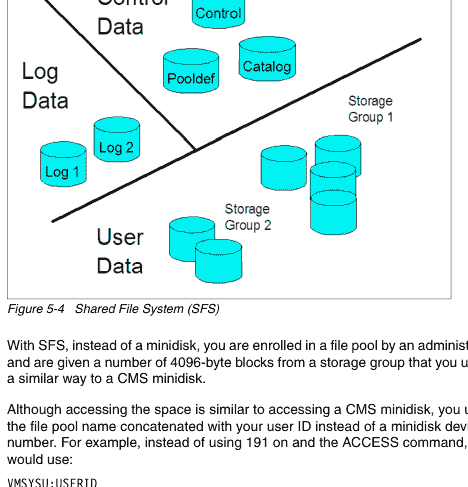 Control
Data
Control
Pooldef
Catalog
Log
Data
Log 1
Log 2
Storage
Group 1
Storage
Group 2
User
Data
Figure 5-4 Shared File System (SFS)
With SFS, instead of a minidisk, you are enrolled in a file pool by an administ
and are given a number of 4096-byte blocks from a storage group that you u
a similar way to a CMS minidisk.
Although accessing the space is similar to accessing a CMS minidisk, you u
the file pool name concatenated with your user ID instead of a minidisk dev
number. For example, instead of using 191 on and the ACCESS command,
would use:
VMSYSU:USERID